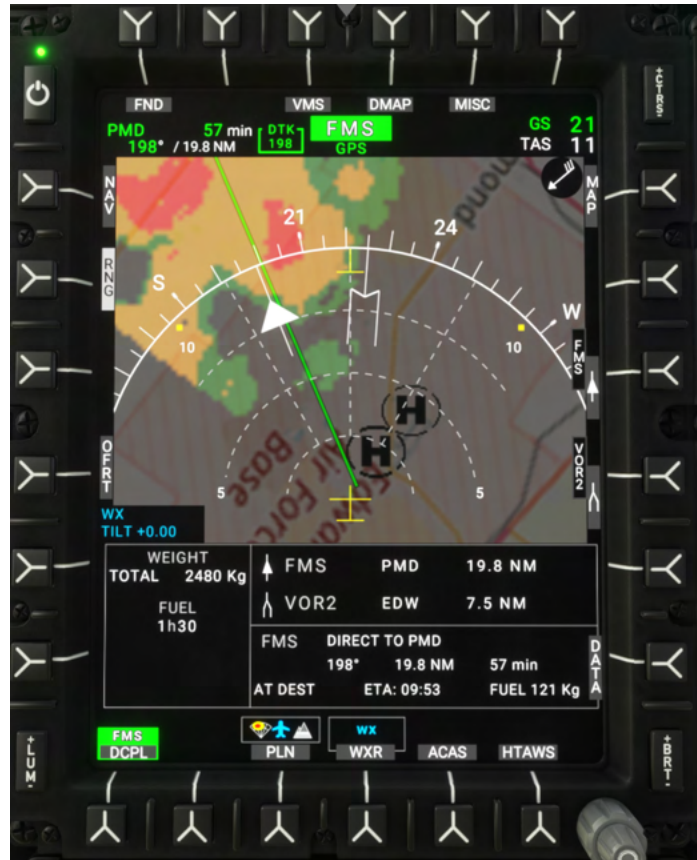 FND VMS DMAP MISC
+CTRS-
PMD 57 min DTK FMS GS 21
198° / 19.8 NM 198 GPS TAS 11
NAV
MAP
RNG
mond
S 21 24 W
10 10
FMS
H
H
Air Force
Base
5 5
OFRT
VOR2
WX
TILT +0.00
WEIGHT
TOTAL 2480 Kg
FUEL
1h30
FMS PMD 19.8 NM
VOR2 EDW 7.5 NM
FMS DIRECT TO PMD
198° 19.8 NM 57 min
AT DEST ETA: 09:53 FUEL 121 Kg
DATA
FMS WX
DCPL PLN WXR ACAS HTAWS
+LUM-
+BRT-